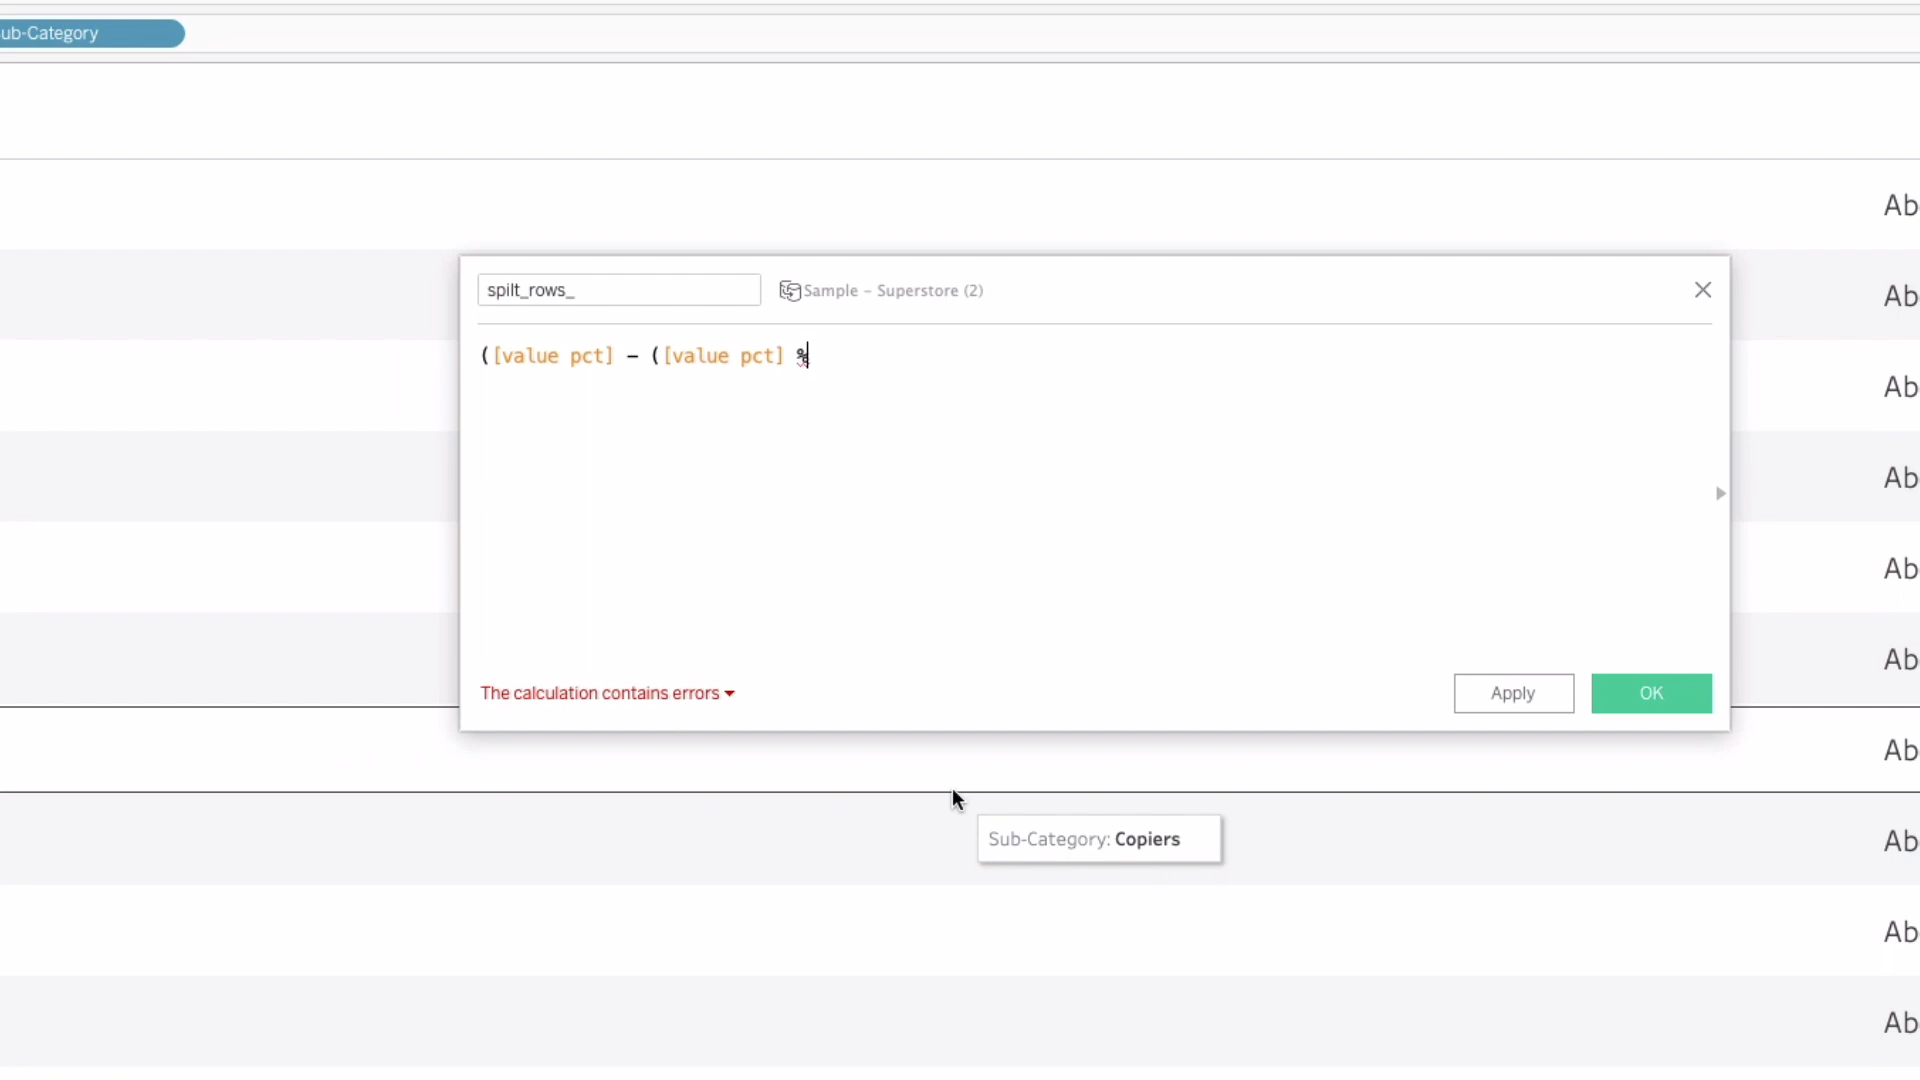 ub-Category
Ab
spilt_rows_
Sample – Superstore (2)
Ab
([value pct] – ([value pct] %
Ab
Ab
Ab
Ab
The calculation contains errors
Apply
OK
Ab
Sub-Category: Copiers
Ab
Ab
Ab